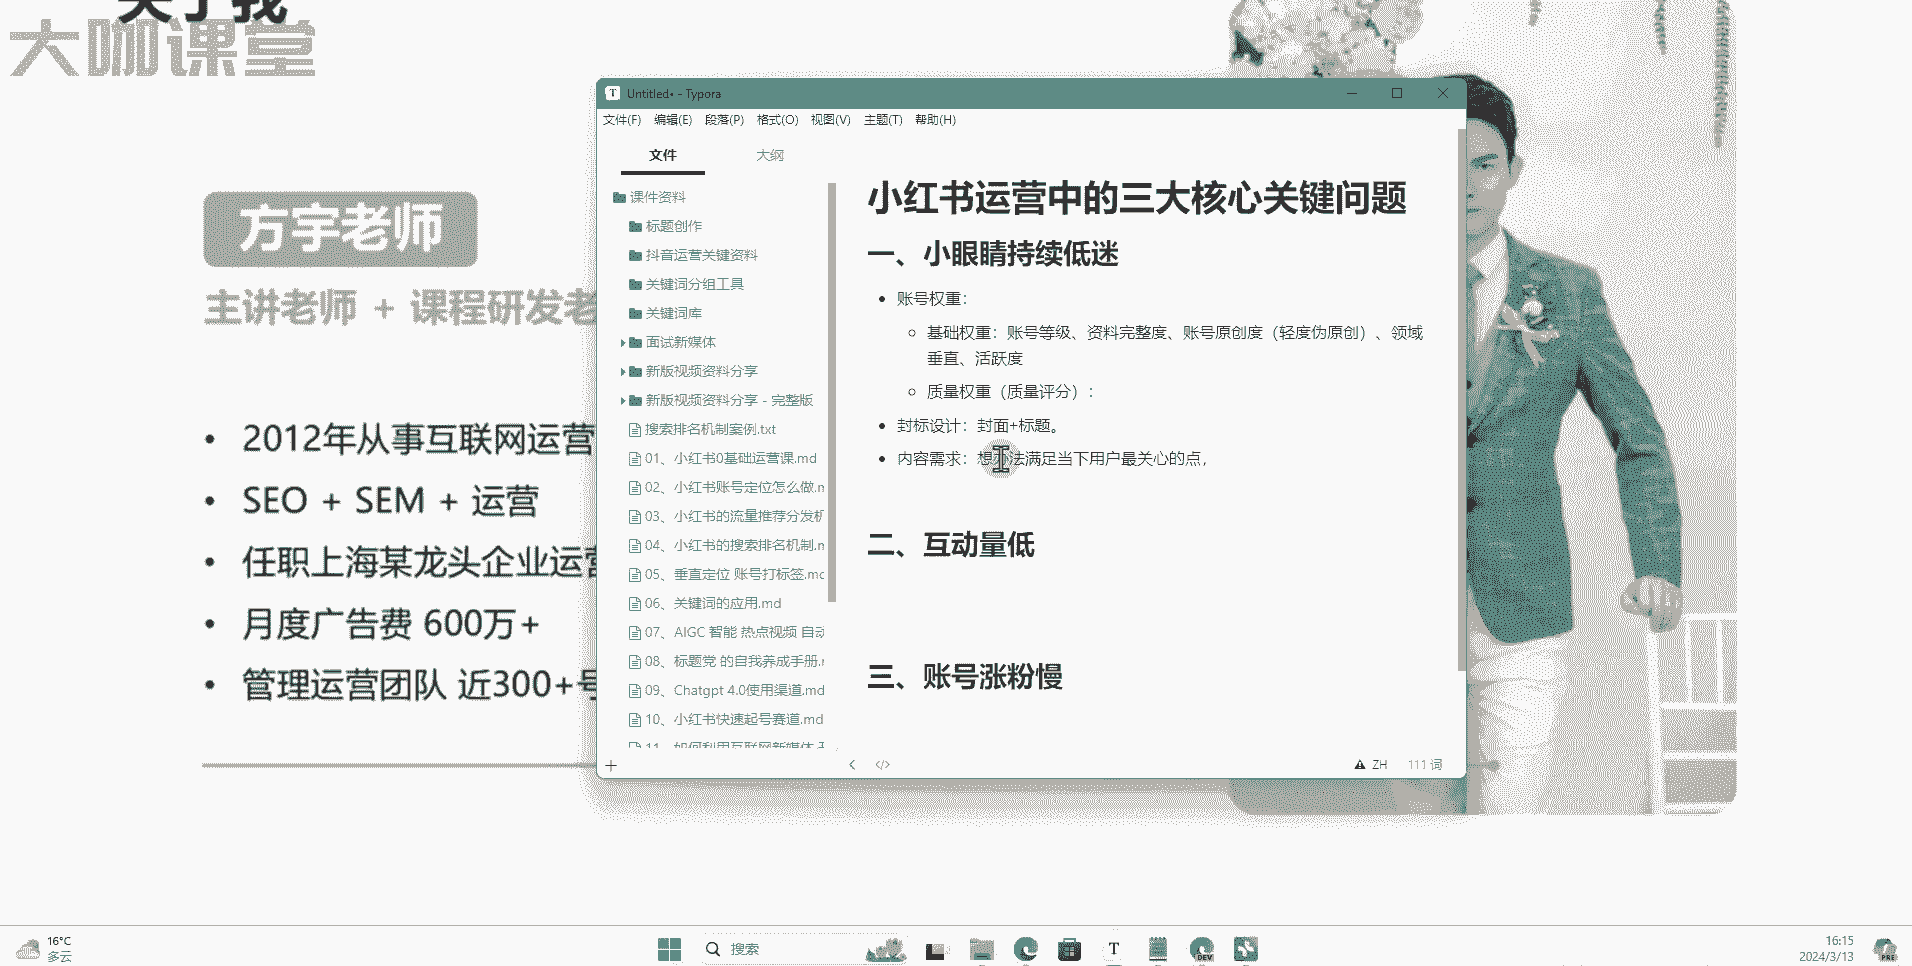 关于我
大咖课堂
方宇老师
主讲老师 + 课程研发老
2012年从事互联网运营
SEO + SEM + 运营
任职上海某龙头企业运营
月度广告费 600万+
管理运营团队 近300+号
Untitled• - Typora
文件(F) 编辑(E) 段落(P) 格式(O) 视图(V) 主题(T) 帮助(H)
文件 大纲
课件资料
标题创作
抖音运营关键资料
关键词分组工具
关键词库
面试新媒体
新版视频资料分享
新版视频资料分享 - 完整版
搜索排名机制案例.txt
01、小红书0基础运营课.md
02、小红书账号定位怎么做.m
03、小红书的流量推荐分发机
04、小红书的搜索排名机制.m
05、垂直定位 账号打标签.mc
06、关键词的应用.md
07、AIGC 智能 热点视频 自动
08、标题党 的自我养成手册.r
09、Chatgpt 4.0使用渠道.md
10、小红书快速起号赛道.md
11、如何利用互联网新媒体
小红书运营中的三大核心关键问题
一、小眼睛持续低迷
账号权重：
基础权重：账号等级、资料完整度、账号原创度（轻度伪原创）、领域
垂直、活跃度
质量权重（质量评分）：
封标设计：封面+标题。
内容需求：想办法满足当下用户最关心的点，
二、互动量低
三、账号涨粉慢
ZH 111 词
16°C
多云
搜索
T
DEV
16:15
2024/3/13
PRE